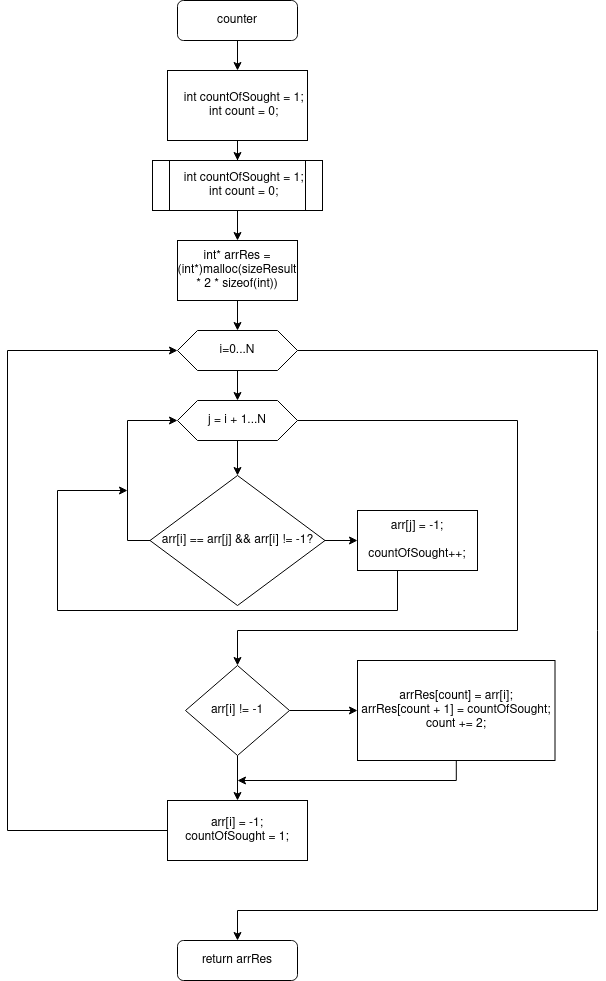 counter
int countOfSought = 1;
int count = 0;
int countOfSought = 1;
int count = 0;
int* arrRes =
(int*)malloc(sizeResult
* 2 * sizeof(int))
i=0...N
j = i + 1...N
arr[i] == arr[j] && arr[i] != -1?
arr[j] = -1;
countOfSought++;
arr[i] != -1
arrRes[count] = arr[i];
arrRes[count + 1] = countOfSought;
count += 2;
arr[i] = -1;
countOfSought = 1;
return arrRes